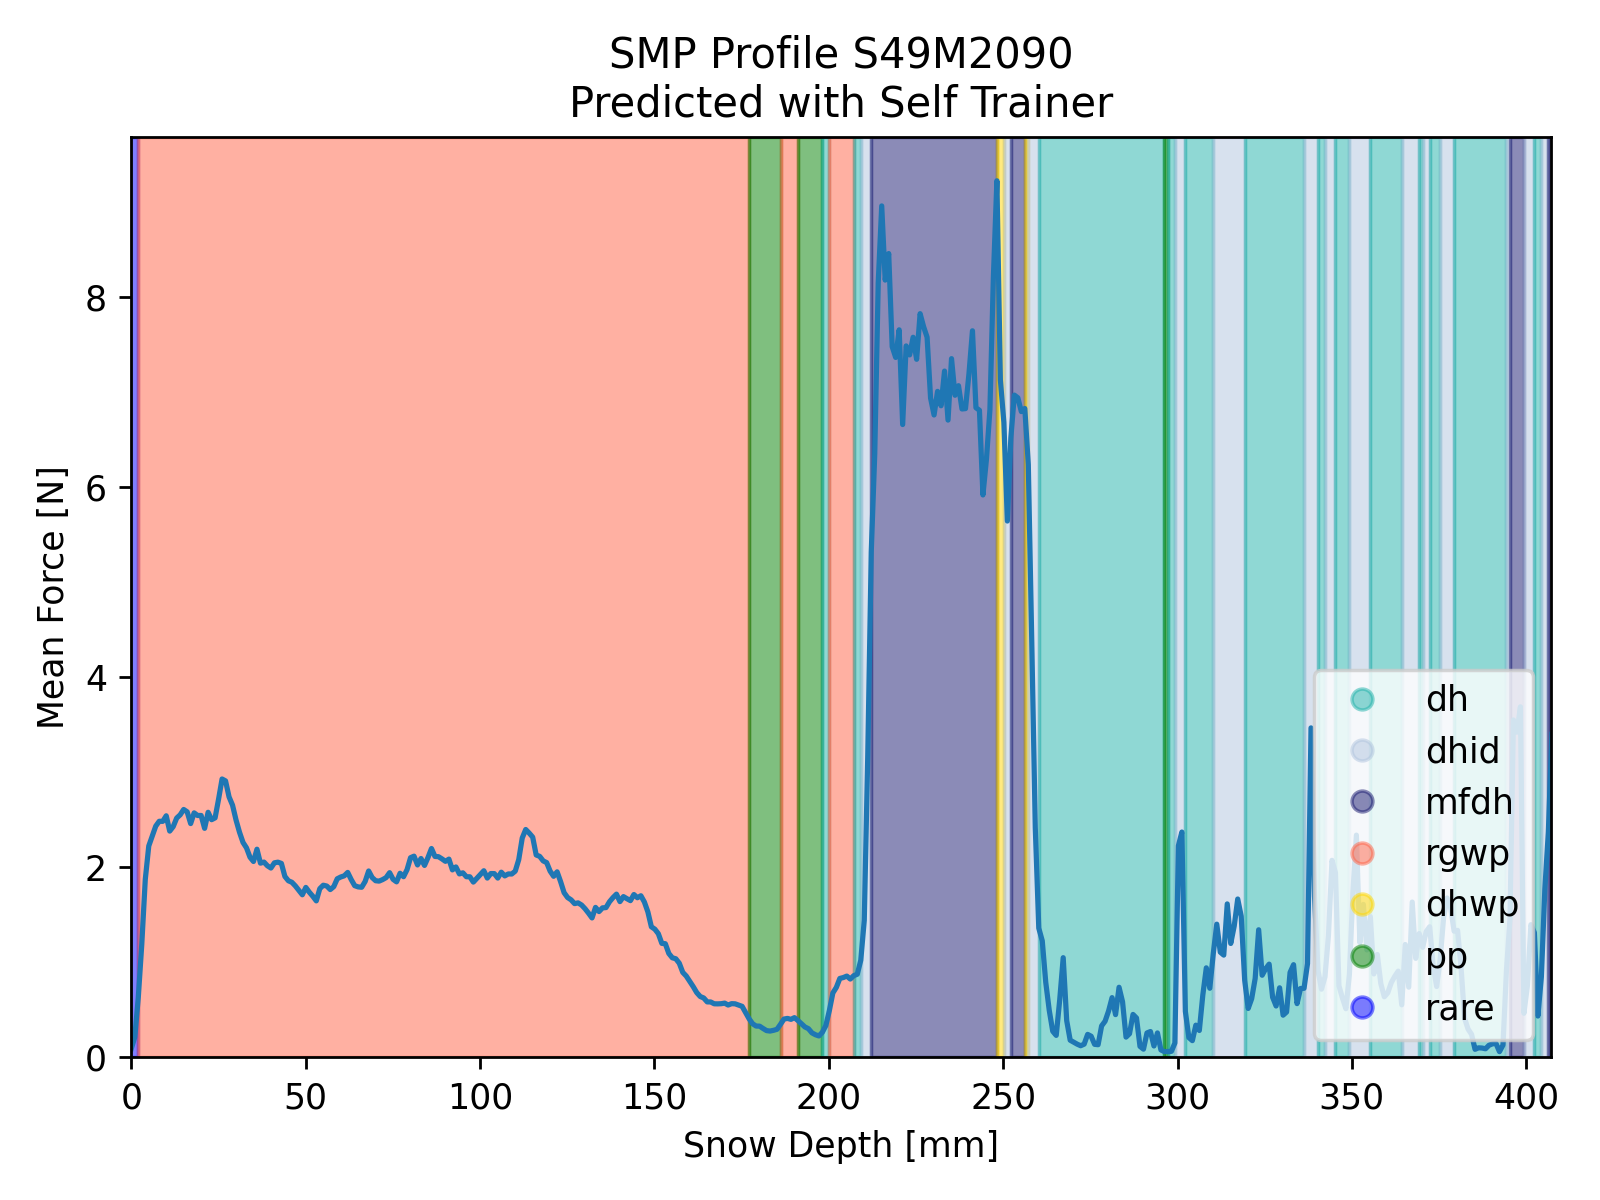 SMP Profile S49M2090
Predicted with Self Trainer
Mean Force [N]
8
6
4
2
0
0 50 100 150 200 250 300 350 400
Snow Depth [mm]
dh
dhid
mfdh
rgwp
dhwp
pp
rare